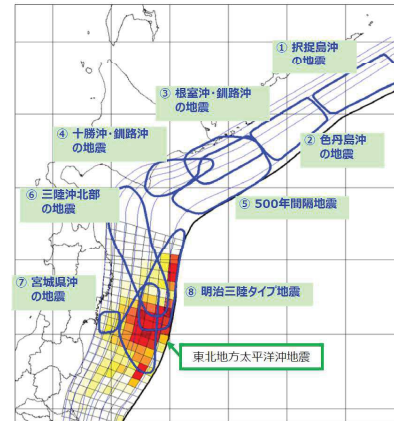 ① 択捉島沖
の地震
③ 根室沖・釧路沖
の地震
④ 十勝沖・釧路沖
の地震
② 色丹島沖
の地震
⑥ 三陸沖北部
の地震
⑤ 500年間隔地震
⑦ 宮城県沖
の地震
⑧ 明治三陸タイプ地震
東北地方太平洋沖地震